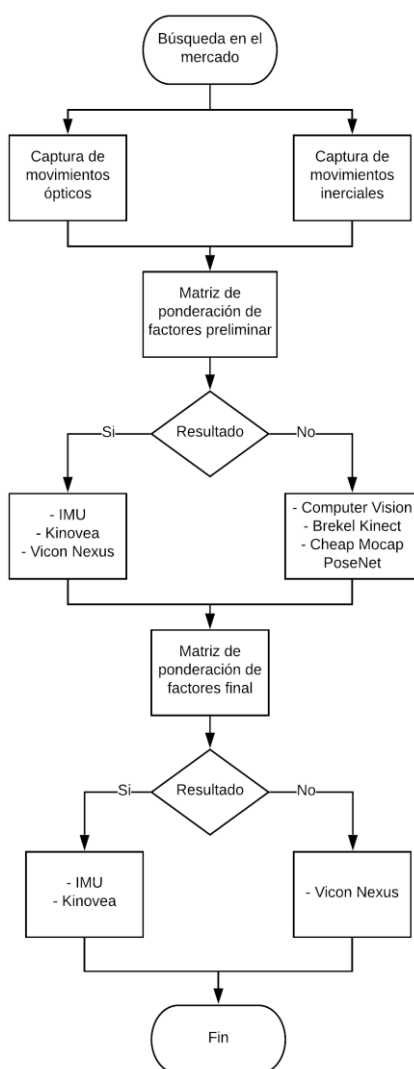 Búsqueda en el
mercado
Captura de
movimientos
ópticos
Captura de
movimientos
inerciales
Matriz de
ponderación de
factores preliminar
Si
Resultado
No
- IMU
- Kinovea
- Vicon Nexus
- Computer Vision
- Brekel Kinect
- Cheap Mocap
PoseNet
Matriz de
ponderación de
factores final
Si
Resultado
No
- IMU
- Kinovea
- Vicon Nexus
Fin